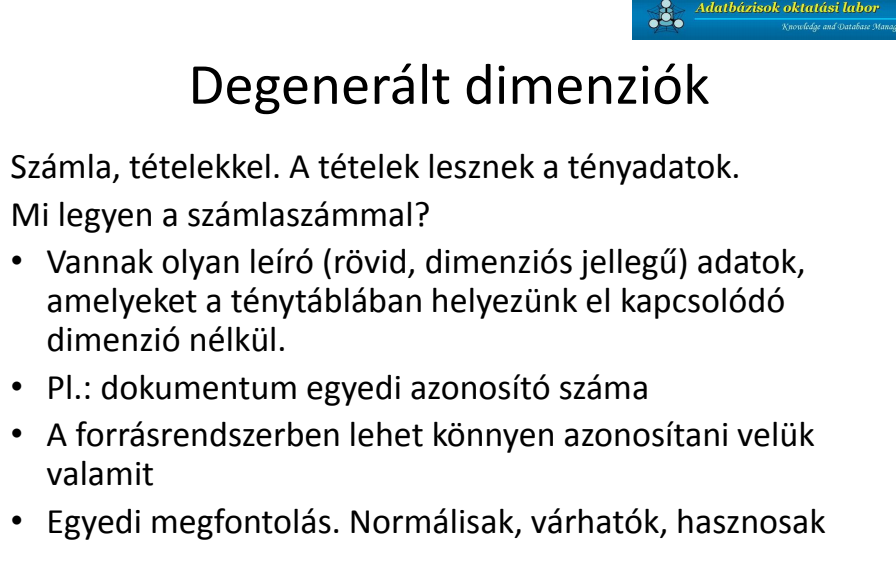 Adatbázisok oktatási labor
Knowledge and Database
Degenerált dimenziók
Számla, tételekkel. A tételek lesznek a tényadatok.
Mi legyen a számlaszámmal?
• Vannak olyan leíró (rövid, dimenziós jellegű) adatok,
amelyeket a ténytáblában helyezünk el kapcsolódó
dimenzió nélkül.
• Pl.: dokumentum egyedi azonosító száma
• A forrásrendszerben lehet könnyen azonosítani velük
valamit
• Egyedi megfontolás. Normálisak, várhatók, hasznosak